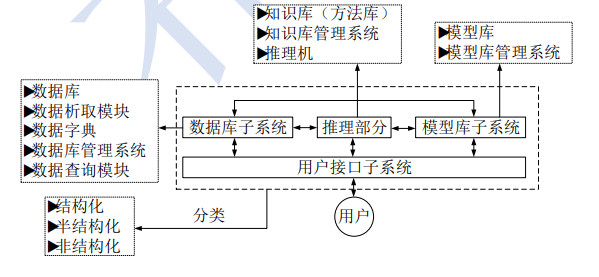 ▶知识库（方法库）
▶知识库管理系统
▶推理机
▶模型库
▶模型库管理系统
▶数据库
▶数据析取模块
▶数据字典
▶数据库管理系统
▶数据查询模块
数据库子系统
推理部分
模型库子系统
用户接口子系统
▶结构化
▶半结构化
▶非结构化
分类
用户